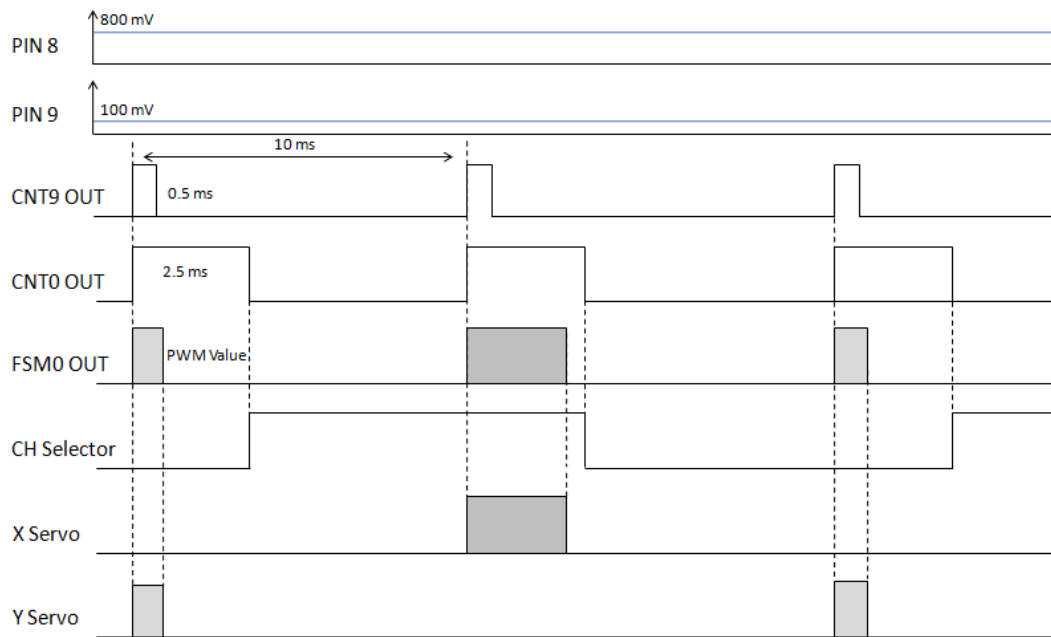 800 mV
PIN 8
100 mV
PIN 9
10 ms
CNT9 OUT
0.5 ms
CNT0 OUT
2.5 ms
FSM0 OUT
PWM Value
CH Selector
X Servo
Y Servo